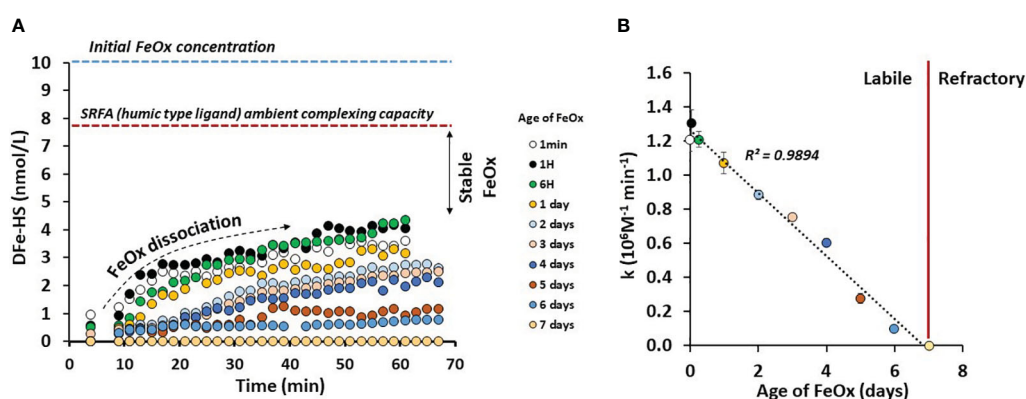 A
Initial FeOx concentration
SRFA (humic type ligand) ambient complexing capacity
FeOx dissociation
Stable
FeOx
DFe-HS (nmol/L)
10
9
8
7
6
5
4
3
2
1
0
0
10
20
30
40
50
60
70
Time (min)
Age of FeOx
1min
1H
6H
1 day
2 days
3 days
4 days
5 days
6 days
7 days
B
Labile
Refractory
R² = 0.9894
k (10⁶M⁻¹ min⁻¹)
1.6
1.4
1.2
1.0
0.8
0.6
0.4
0.2
0.0
0
2
4
6
8
Age of FeOx (days)